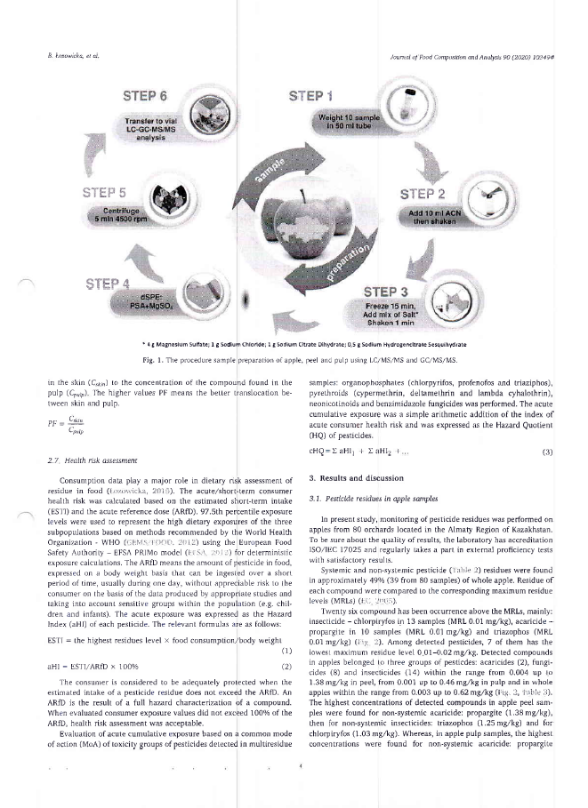 B. Łozowicka, et al.
Journal of Food Composition and Analysis 90 (2020) 103498
STEP 6
Transfer to vial
LC-GC-MS/MS
analysis
STEP 1
Weight 10 sample
in 50 ml tube
sample
STEP 5
Centrifuge
5 min 4500 rpm
STEP 2
Add 10 ml ACN
then shaken
preparation
STEP 4
dSPE-
PSA+MgSO₄
STEP 3
Freeze 15 min,
Add mix of Salt*
Shaken 1 min
* 4 g Magnesium Sulfate; 1 g Sodium Chloride; 1 g Sodium Citrate Dihydrate; 0,5 g Sodium Hydrogencitrate Sesquihydrate
Fig. 1. The procedure sample preparation of apple, peel and pulp using LC/MS/MS and GC/MS/MS.
in the skin (Cskin) to the concentration of the compound found in the
pulp (Cpulp). The higher values PF means the better translocation be-
tween skin and pulp.
PF = Cskin / Cpulp
2.7. Health risk assessment
Consumption data play a major role in dietary risk assessment of
residue in food (Łozowicka, 2015). The acute/short-term consumer
health risk was calculated based on the estimated short-term intake
(ESTI) and the acute reference dose (ARfD). 97.5th percentile exposure
levels were used to represent the high dietary exposures of the three
subpopulations based on methods recommended by the World Health
Organization - WHO (GEMS/FOOD, 2012) using the European Food
Safety Authority – EFSA PRIMo model (EFSA, 2012) for deterministic
exposure calculations. The ARfD means the amount of pesticide in food,
expressed on a body weight basis that can be ingested over a short
period of time, usually during one day, without appreciable risk to the
consumer on the basis of the data produced by appropriate studies and
taking into account sensitive groups within the population (e.g. chil-
dren and infants). The acute exposure was expressed as the Hazard
Index (aHI) of each pesticide. The relevant formulas are as follows:
ESTI = the highest residues level × food consumption/body weight
(1)
aHI = ESTI/ARfD × 100% (2)
The consumer is considered to be adequately protected when the
estimated intake of a pesticide residue does not exceed the ARfD. An
ARfD is the result of a full hazard characterization of a compound.
When evaluated consumer exposure values did not exceed 100% of the
ARfD, health risk assessment was acceptable.
Evaluation of acute cumulative exposure based on a common mode
of action (MoA) of toxicity groups of pesticides detected in multiresidue
samples: organophosphates (chlorpyrifos, profenofos and triaziphos),
pyrethroids (cypermethrin, deltamethrin and lambda cyhalothrin),
neonicotinoids and benzimidazole fungicides was performed. The acute
cumulative exposure was a simple arithmetic addition of the index of
acute consumer health risk and was expressed as the Hazard Quotient
(HQ) of pesticides.
cHQ = Σ aHI₁ + Σ aHI₂ + ... (3)
3. Results and discussion
3.1. Pesticide residues in apple samples
In present study, monitoring of pesticide residues was performed on
apples from 80 orchards located in the Almaty Region of Kazakhstan.
To be sure about the quality of results, the laboratory has accreditation
ISO/IEC 17025 and regularly takes a part in external proficiency tests
with satisfactory results.
Systemic and non-systemic pesticide (Table 2) residues were found
in approximately 49% (39 from 80 samples) of whole apple. Residue of
each compound were compared to the corresponding maximum residue
levels (MRLs) (EC, 2005).
Twenty six compound has been occurrence above the MRLs, mainly:
insecticide – chlorpiryfos in 13 samples (MRL 0.01 mg/kg), acaricide –
propargite in 10 samples (MRL 0.01 mg/kg) and triazophos (MRL
0.01 mg/kg) (Fig. 2). Among detected pesticides, 7 of them has the
lowest maximum residue level 0,01–0.02 mg/kg. Detected compounds
in apples belonged to three groups of pestcides: acaricides (2), fungi-
cides (8) and insecticides (14) within the range from 0.004 up to
1.38 mg/kg in peel, from 0.001 up to 0.46 mg/kg in pulp and in whole
apples within the range from 0.003 up to 0.62 mg/kg (Fig. 2, Table 3).
The highest concentrations of detected compounds in apple peel sam-
ples were found for non-systemic acaricide: propargite (1.38 mg/kg),
then for non-systemic insecticides: triazophos (1.25 mg/kg) and for
chlorpiryfos (1.03 mg/kg). Whereas, in apple pulp samples, the highest
concentrations were found for non-systemic acaricide: propargite
4